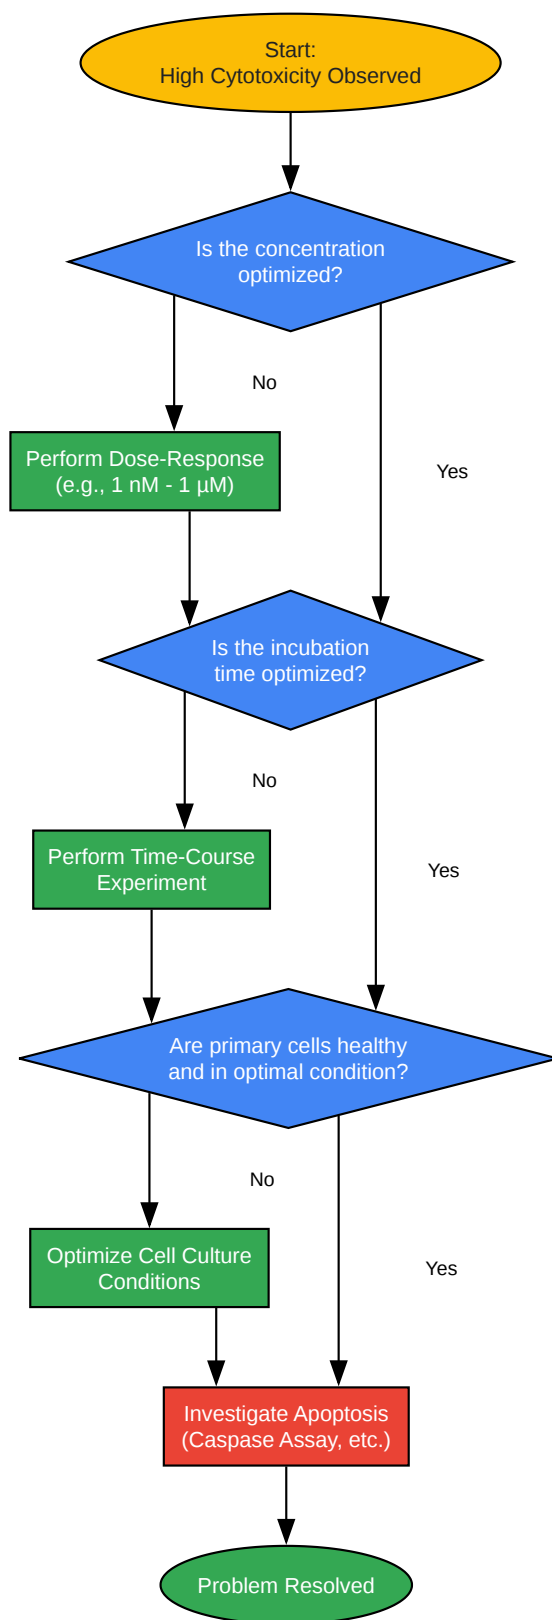 Start:
High Cytotoxicity Observed
Is the concentration
optimized?
No
Perform Dose-Response
(e.g., 1 nM - 1 µM)
Yes
Is the incubation
time optimized?
No
Perform Time-Course
Experiment
Yes
Are primary cells healthy
and in optimal condition?
No
Optimize Cell Culture
Conditions
Yes
Investigate Apoptosis
(Caspase Assay, etc.)
Problem Resolved